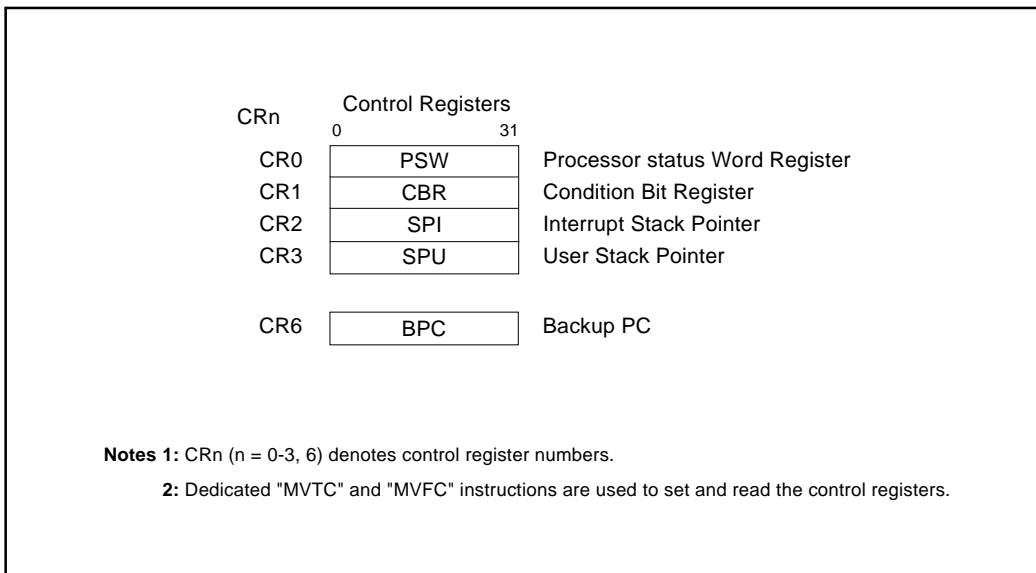 CRn Control Registers
0 31
CR0 PSW Processor status Word Register
CR1 CBR Condition Bit Register
CR2 SPI Interrupt Stack Pointer
CR3 SPU User Stack Pointer
CR6 BPC Backup PC
Notes 1: CRn (n = 0-3, 6) denotes control register numbers.
2: Dedicated "MVTC" and "MVFC" instructions are used to set and read the control registers.